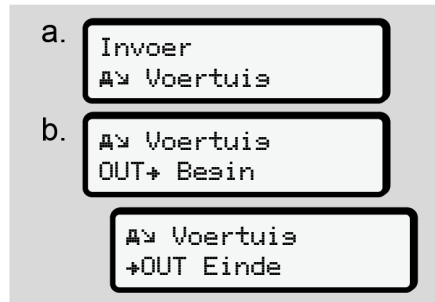 a.
Invoer
Voertuig
b.
Voertuig
OUT→ Begin
Voertuig
→OUT Einde